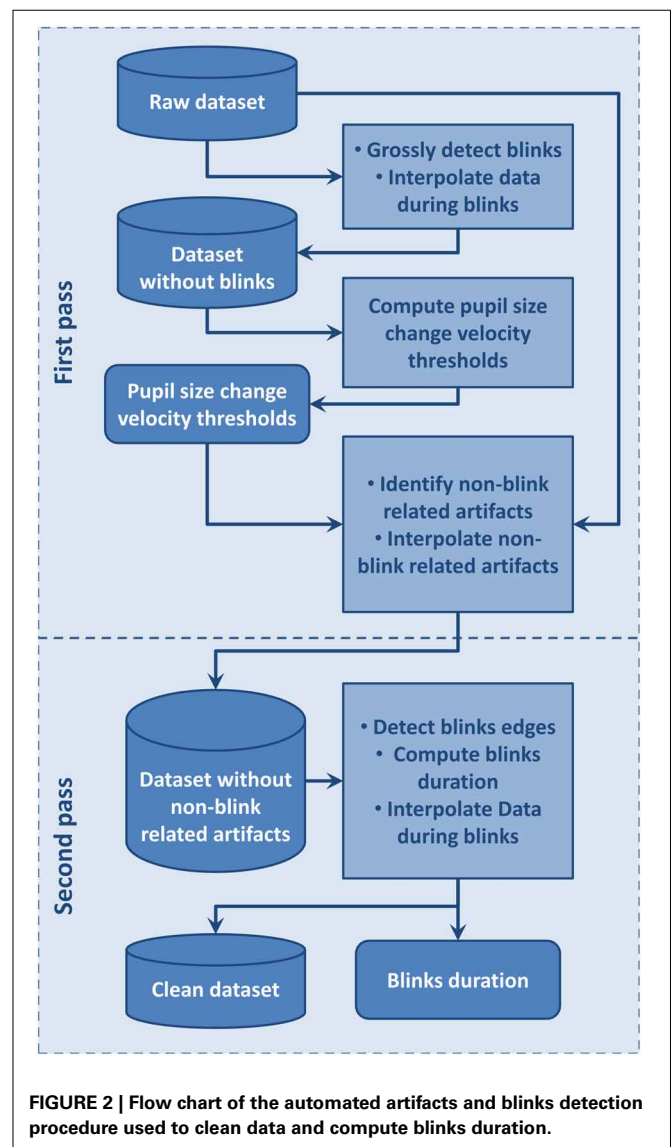 First pass
Raw dataset
• Grossly detect blinks
• Interpolate data
during blinks
Dataset
without blinks
Compute pupil size
change velocity
thresholds
Pupil size change
velocity thresholds
• Identify non-blink
related artifacts
• Interpolate non-
blink related artifacts
Second pass
Dataset without
non-blink
related artifacts
• Detect blinks edges
• Compute blinks
duration
• Interpolate Data
during blinks
Clean dataset
Blinks duration
FIGURE 2 | Flow chart of the automated artifacts and blinks detection
procedure used to clean data and compute blinks duration.